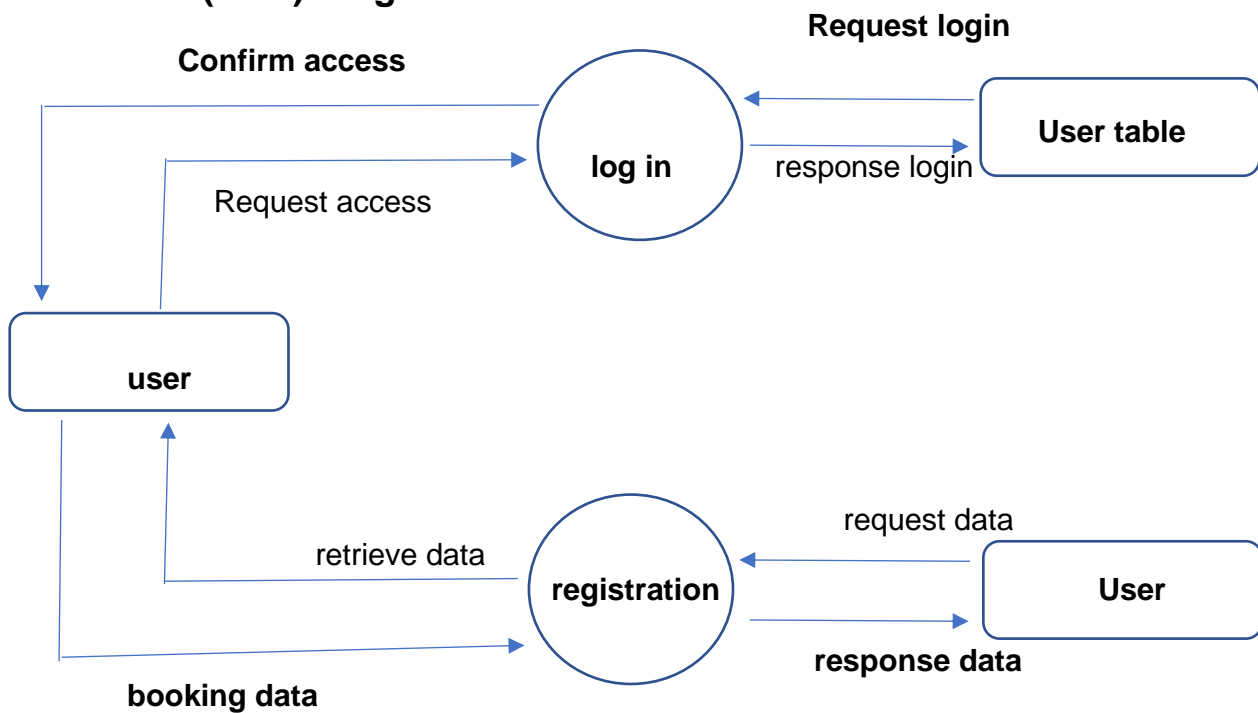 Request login
Confirm access
User table
log in
response login
Request access
user
request data
retrieve data
registration
User
response data
booking data